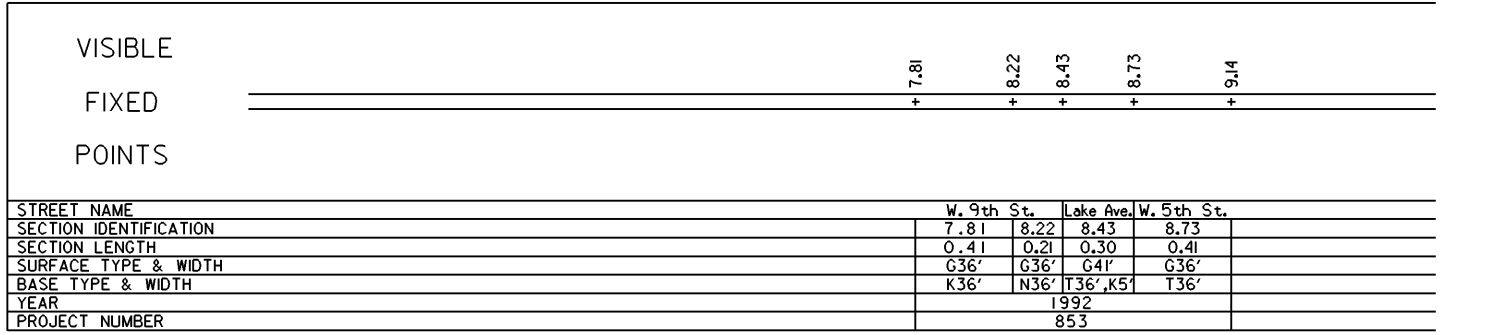 VISIBLE
FIXED
POINTS
7.81 8.22 8.43 8.73 9.14
+ + + + +
STREET NAME W. 9th St. Lake Ave. W. 5th St.
SECTION IDENTIFICATION 7.81 8.22 8.43 8.73
SECTION LENGTH 0.41 0.21 0.30 0.41
SURFACE TYPE & WIDTH G36' G36' G41' G36'
BASE TYPE & WIDTH K36' N36' T36',K5' T36'
YEAR 1992
PROJECT NUMBER 853